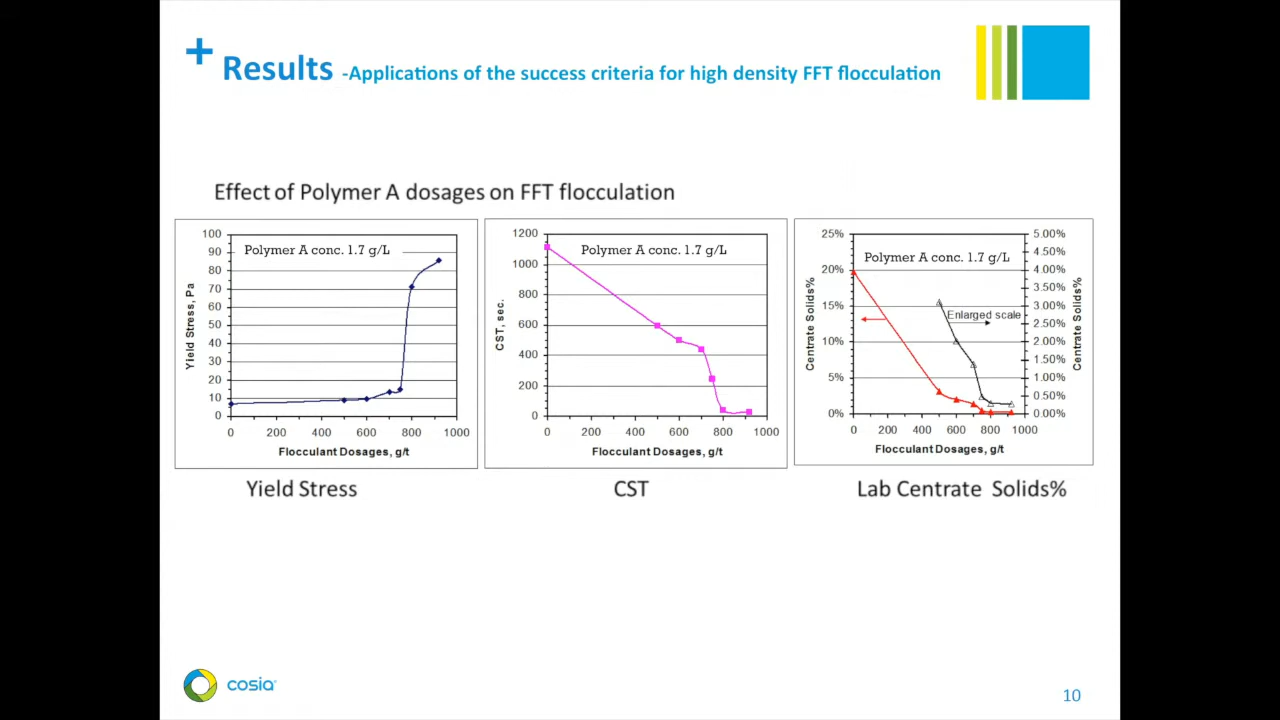 + Results -Applications of the success criteria for high density FFT flocculation
Effect of Polymer A dosages on FFT flocculation
Polymer A conc. 1.7 g/L
100
90
80
70
60
50
40
30
20
10
0
Yield Stress, Pa
0 200 400 600 800 1000
Flocculant Dosages, g/t
Yield Stress
Polymer A conc. 1.7 g/L
1200
1000
800
600
400
200
0
CST, sec.
0 200 400 600 800 1000
Flocculant Dosages, g/t
CST
Polymer A conc. 1.7 g/L
25%
20%
15%
10%
5%
0%
Centrate Solids%
Enlarged scale
5.00%
4.50%
4.00%
3.50%
3.00%
2.50%
2.00%
1.50%
1.00%
0.50%
0.00%
Centrate Solids%
0 200 400 600 800 1000
Flocculant Dosages, g/t
Lab Centrate Solids%
cosia
10